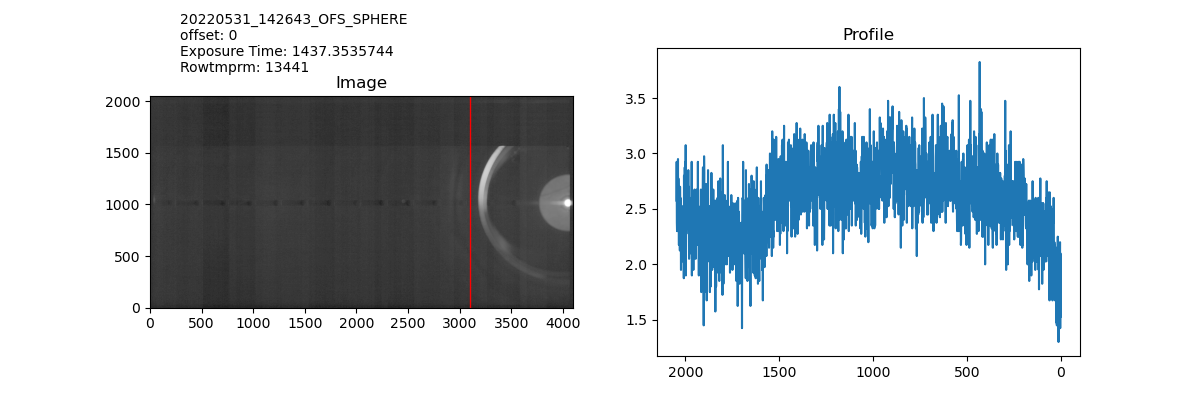 20220531_142643_OFS_SPHERE
offset: 0
Exposure Time: 1437.3535744
Rowtmprm: 13441
Image
2000
1500
1000
500
0
0 500 1000 1500 2000 2500 3000 3500 4000
Profile
3.5
3.0
2.5
2.0
1.5
2000 1500 1000 500 0